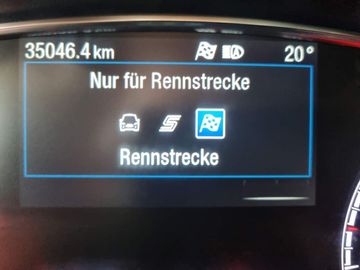 35046.4 km 20°
Nur für Rennstrecke
S
Rennstrecke